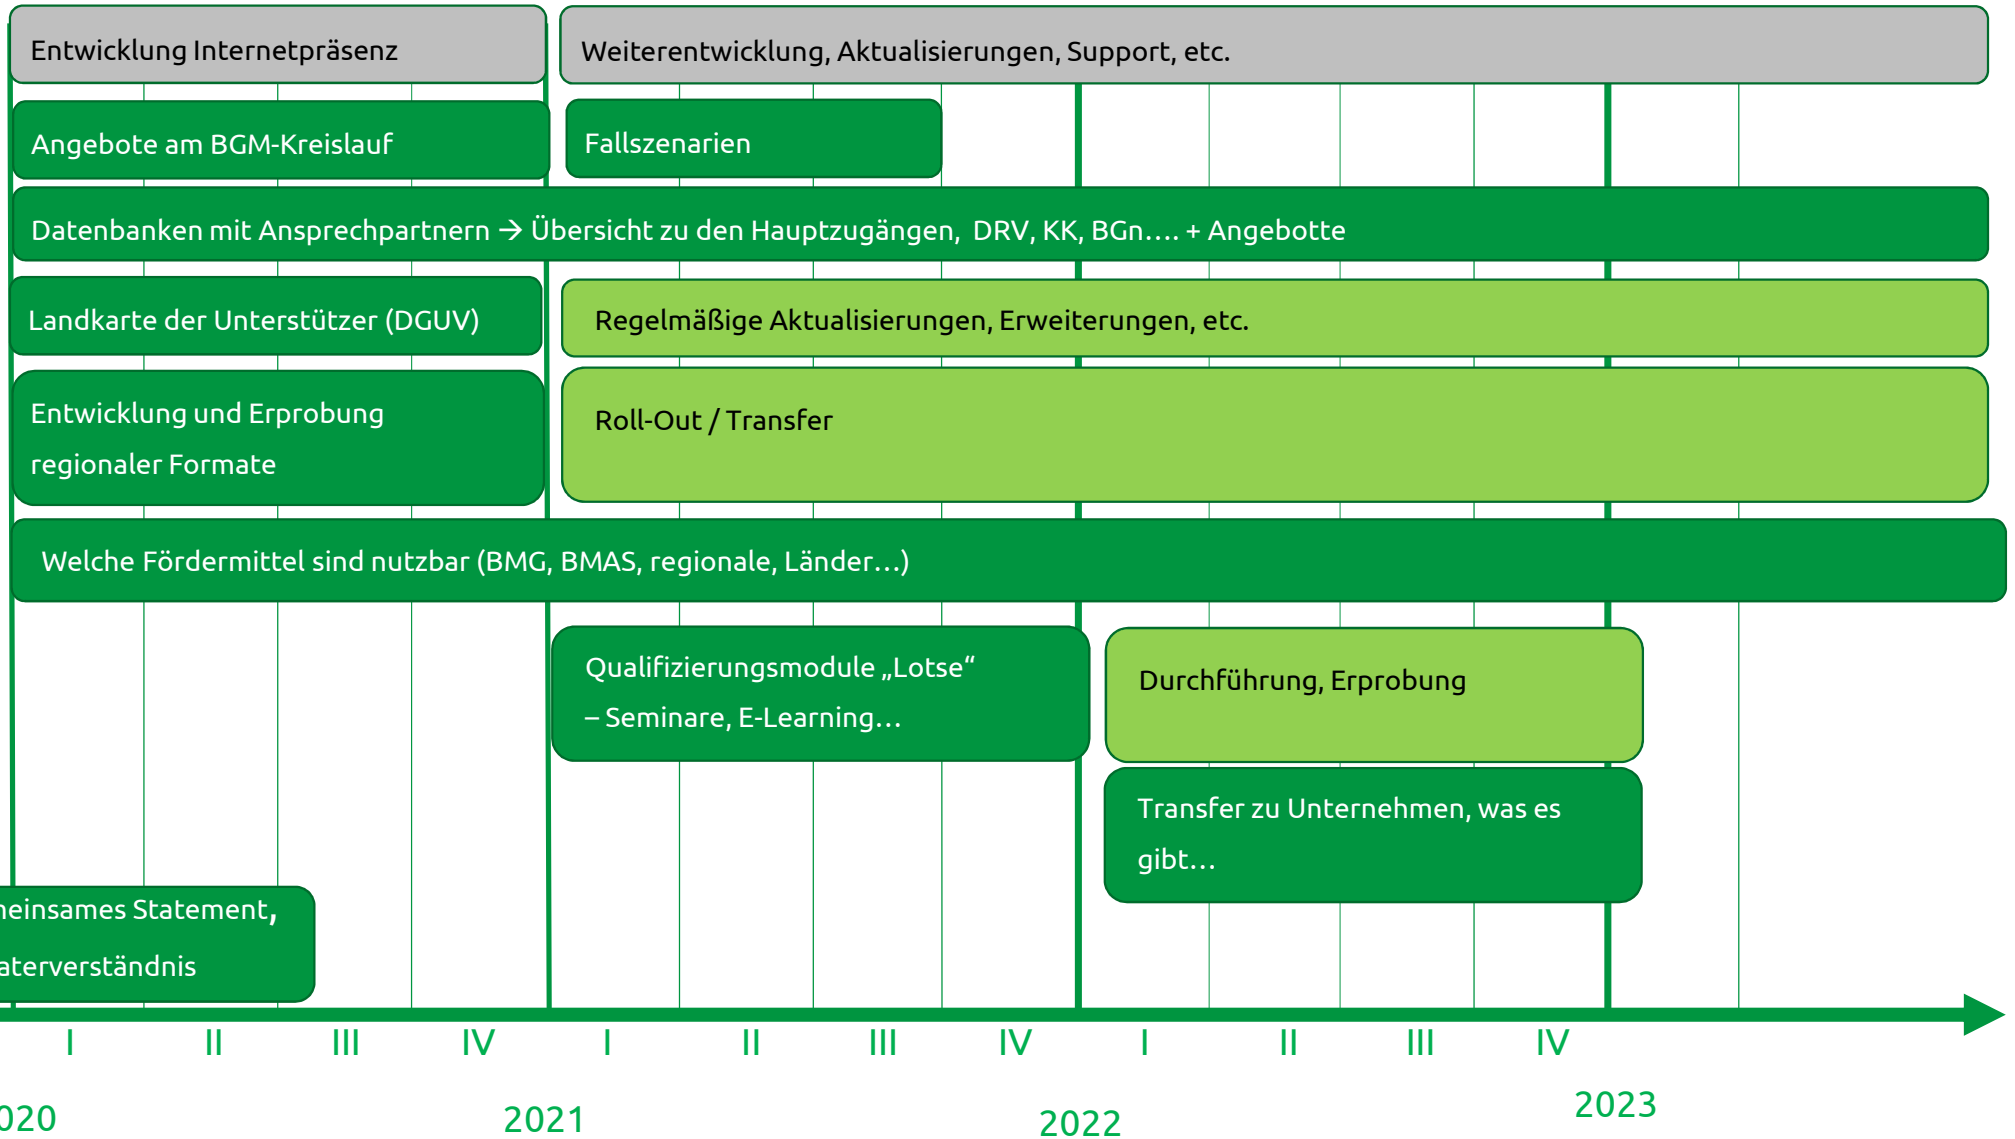 Entwicklung Internetpräsenz
Weiterentwicklung, Aktualisierungen, Support, etc.
Angebote am BGM-Kreislauf
Fallszenarien
Datenbanken mit Ansprechpartnern → Übersicht zu den Hauptzugängen, DRV, KK, BGn…. + Angebotte
Landkarte der Unterstützer (DGUV)
Regelmäßige Aktualisierungen, Erweiterungen, etc.
Entwicklung und Erprobung
regionaler Formate
Roll-Out / Transfer
Welche Fördermittel sind nutzbar (BMG, BMAS, regionale, Länder…)
Qualifizierungsmodule „Lotse“
– Seminare, E-Learning…
Durchführung, Erprobung
Transfer zu Unternehmen, was es
gibt…
Statement,
I II III IV I II III IV I II III IV
2021 2022 2023